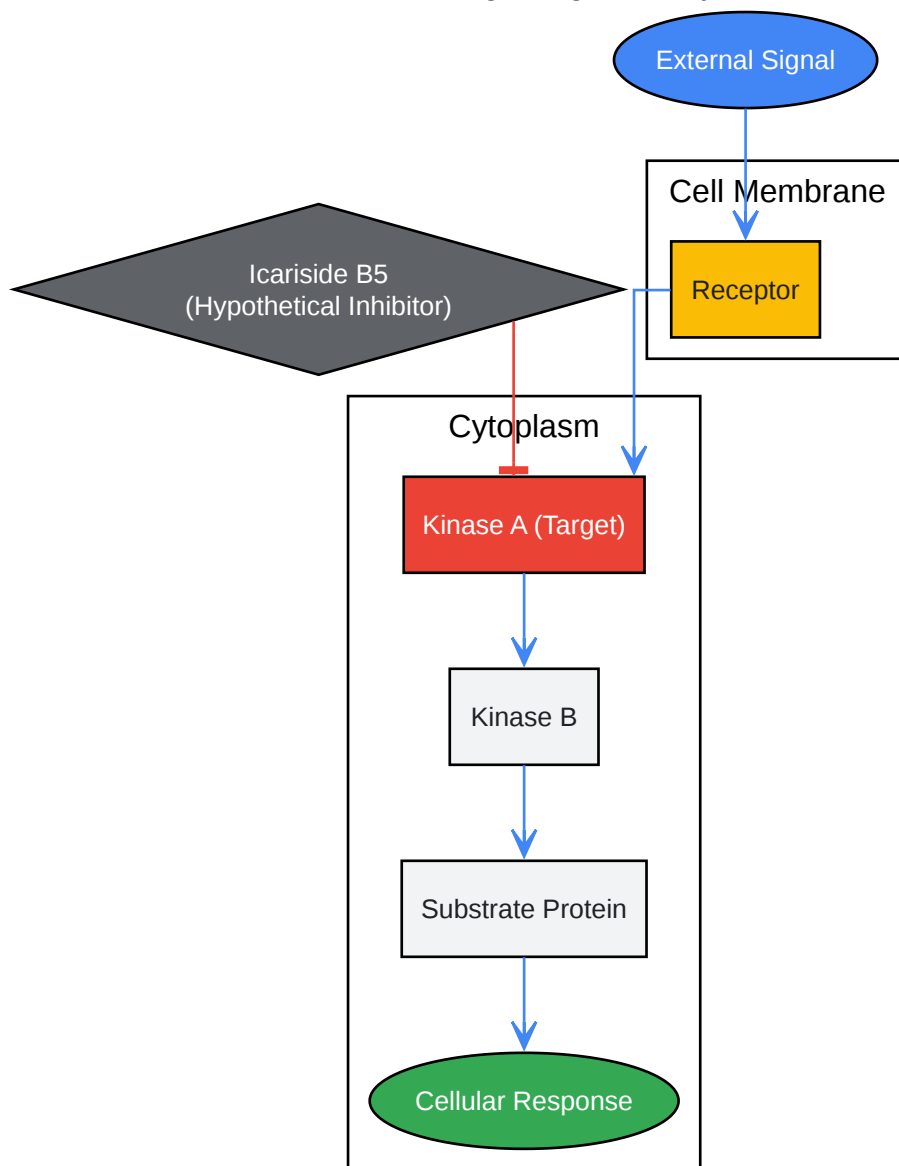 External Signal
Cell Membrane
Receptor
Icariside B5
(Hypothetical Inhibitor)
Cytoplasm
Kinase A (Target)
Kinase B
Substrate Protein
Cellular Response